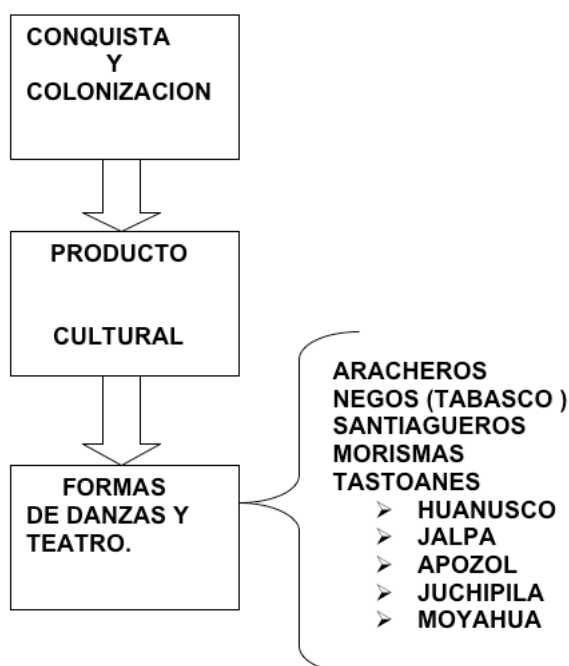 CONQUISTA
Y
COLONIZACION
PRODUCTO
CULTURAL
FORMAS
DE DANZAS Y
TEATRO.
ARACHEROS
NEGOS (TABASCO )
SANTIAGUEROS
MORISMAS
TASTOANES
HUANUSCO
JALPA
APOZOL
JUCHIPILA
MOYAHUA